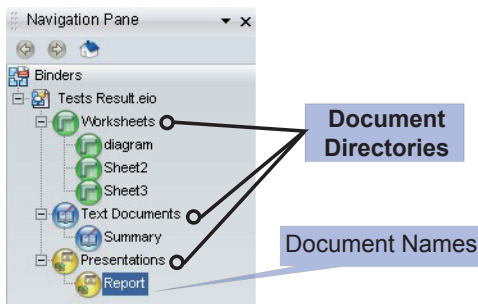 Navigation Pane
Binders
Tests Result.eio
Worksheets
diagram
Sheet2
Sheet3
Text Documents
Summary
Presentations
Report
Document
Directories
Document Names